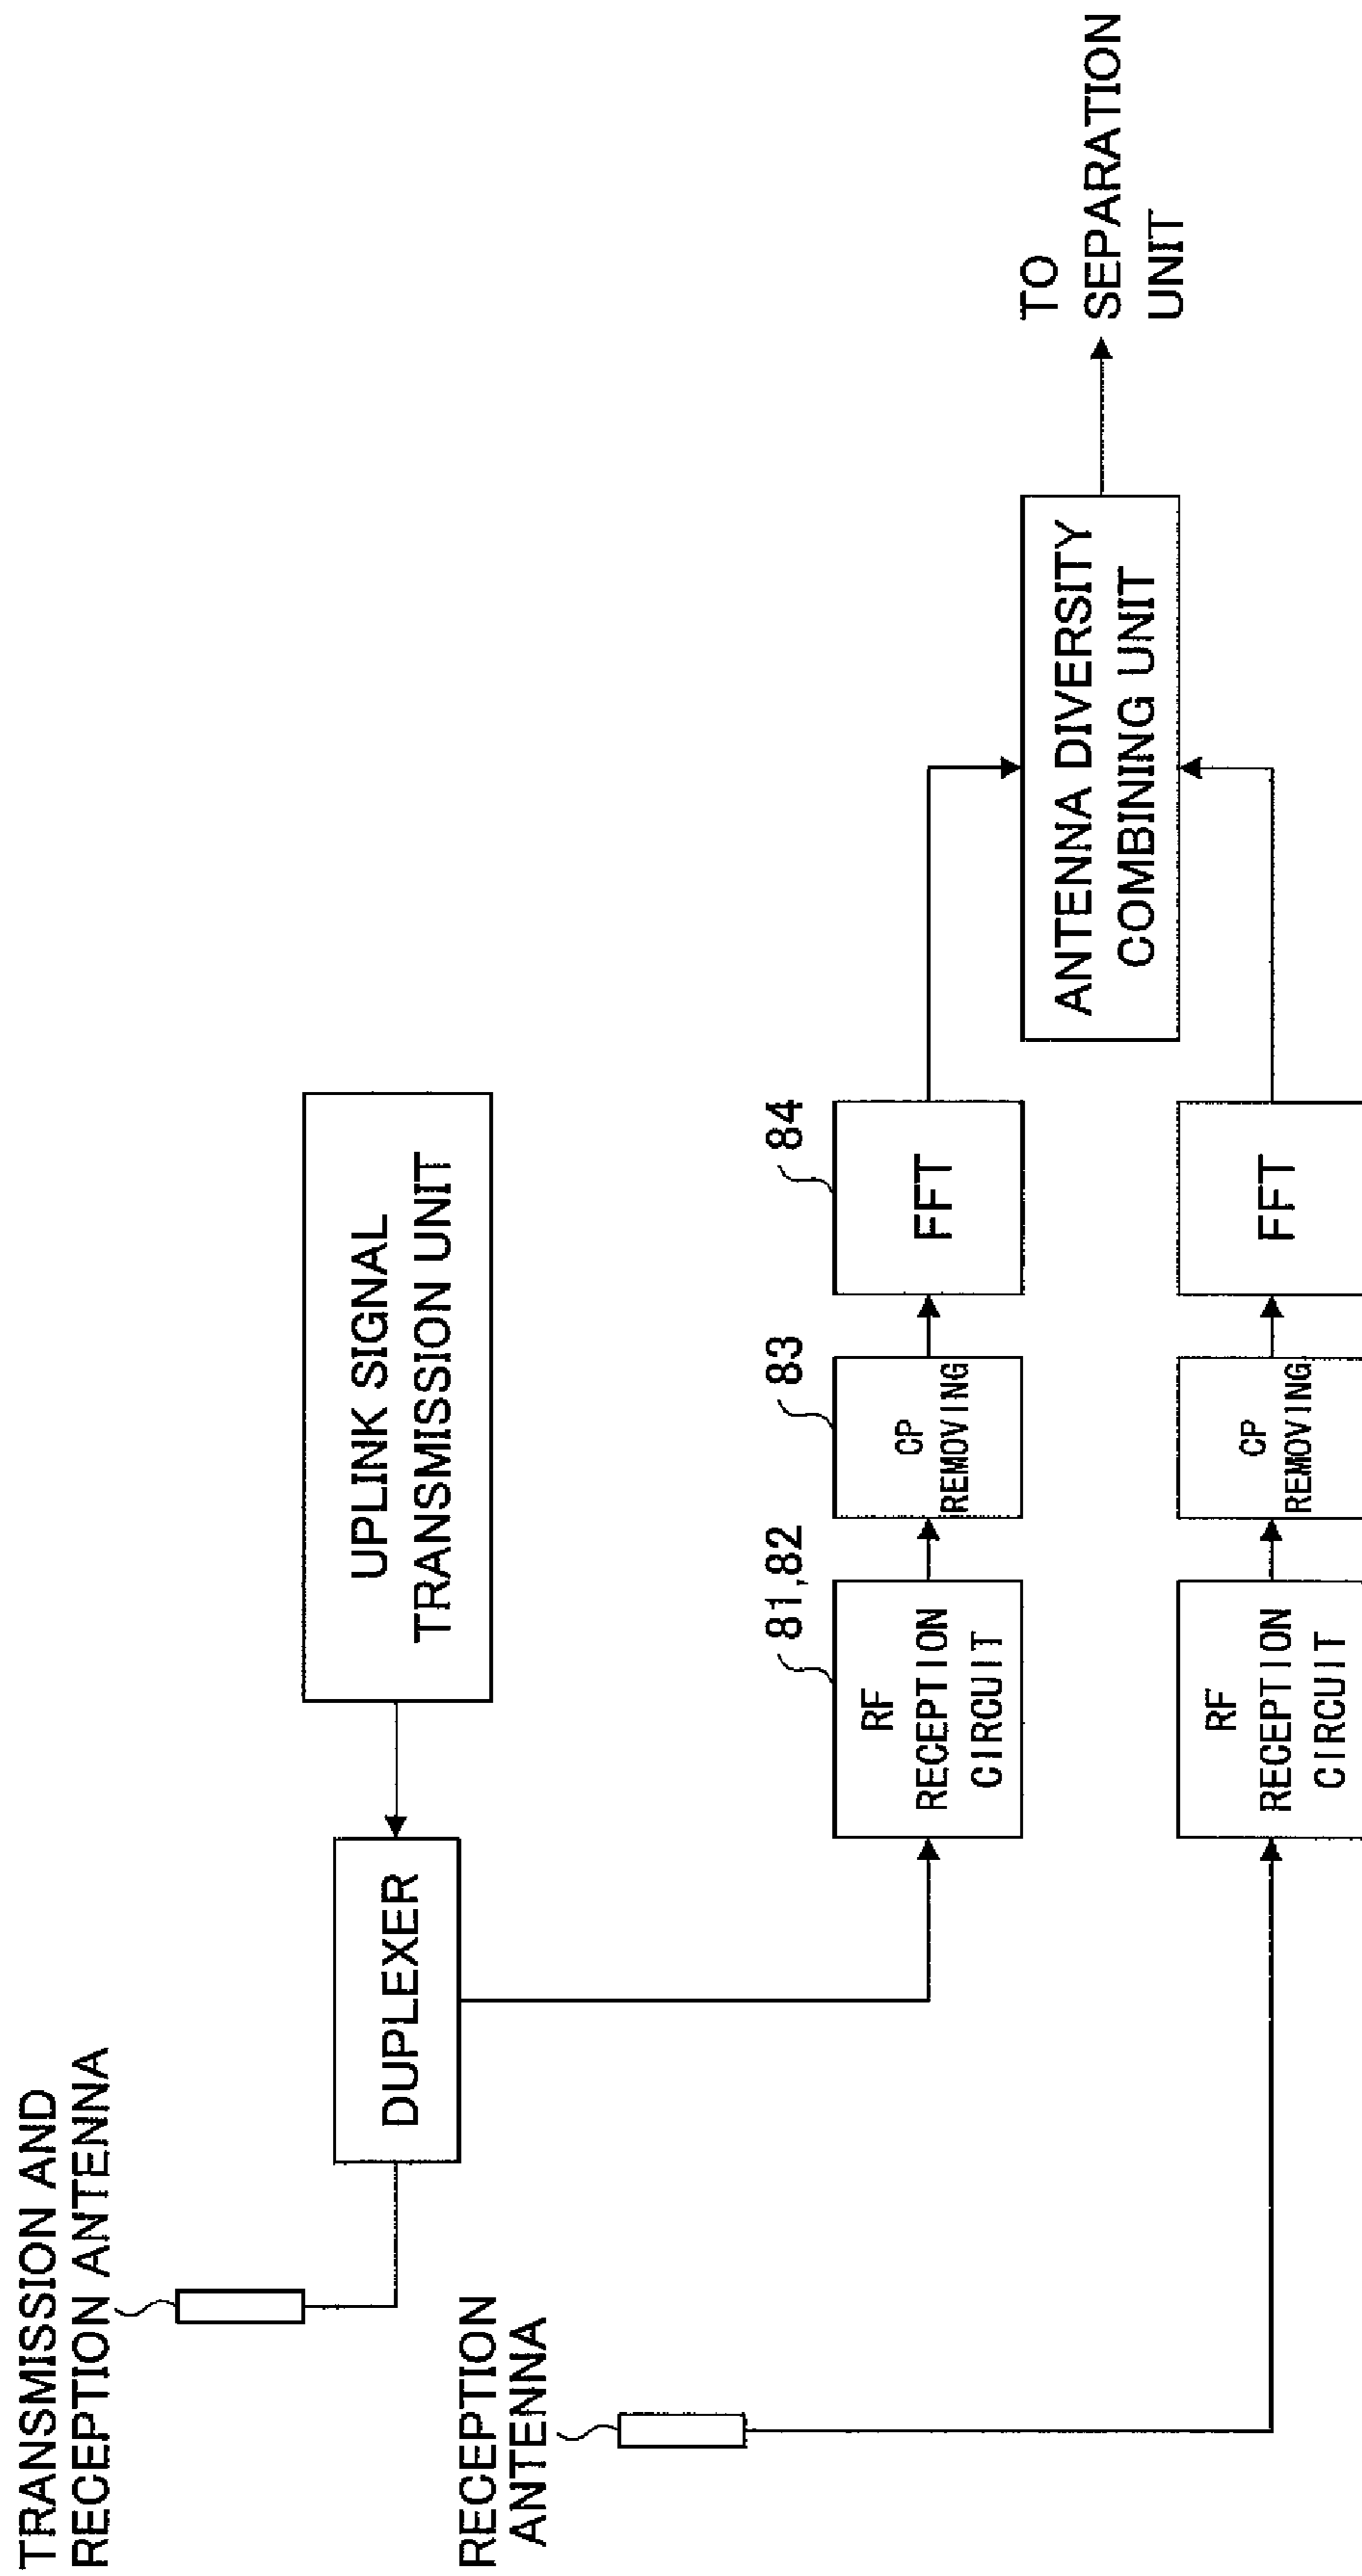 TRANSMISSION AND
RECEPTION ANTENNA
DUPLEXER
UPLINK SIGNAL
TRANSMISSION UNIT
RECEPTION
ANTENNA
81,82
RF
RECEPTION
CIRCUIT
83
CP
REMOVING
84
FFT
ANTENNA DIVERSITY
COMBINING UNIT
TO
SEPARATION
UNIT
RF
RECEPTION
CIRCUIT
CP
REMOVING
FFT